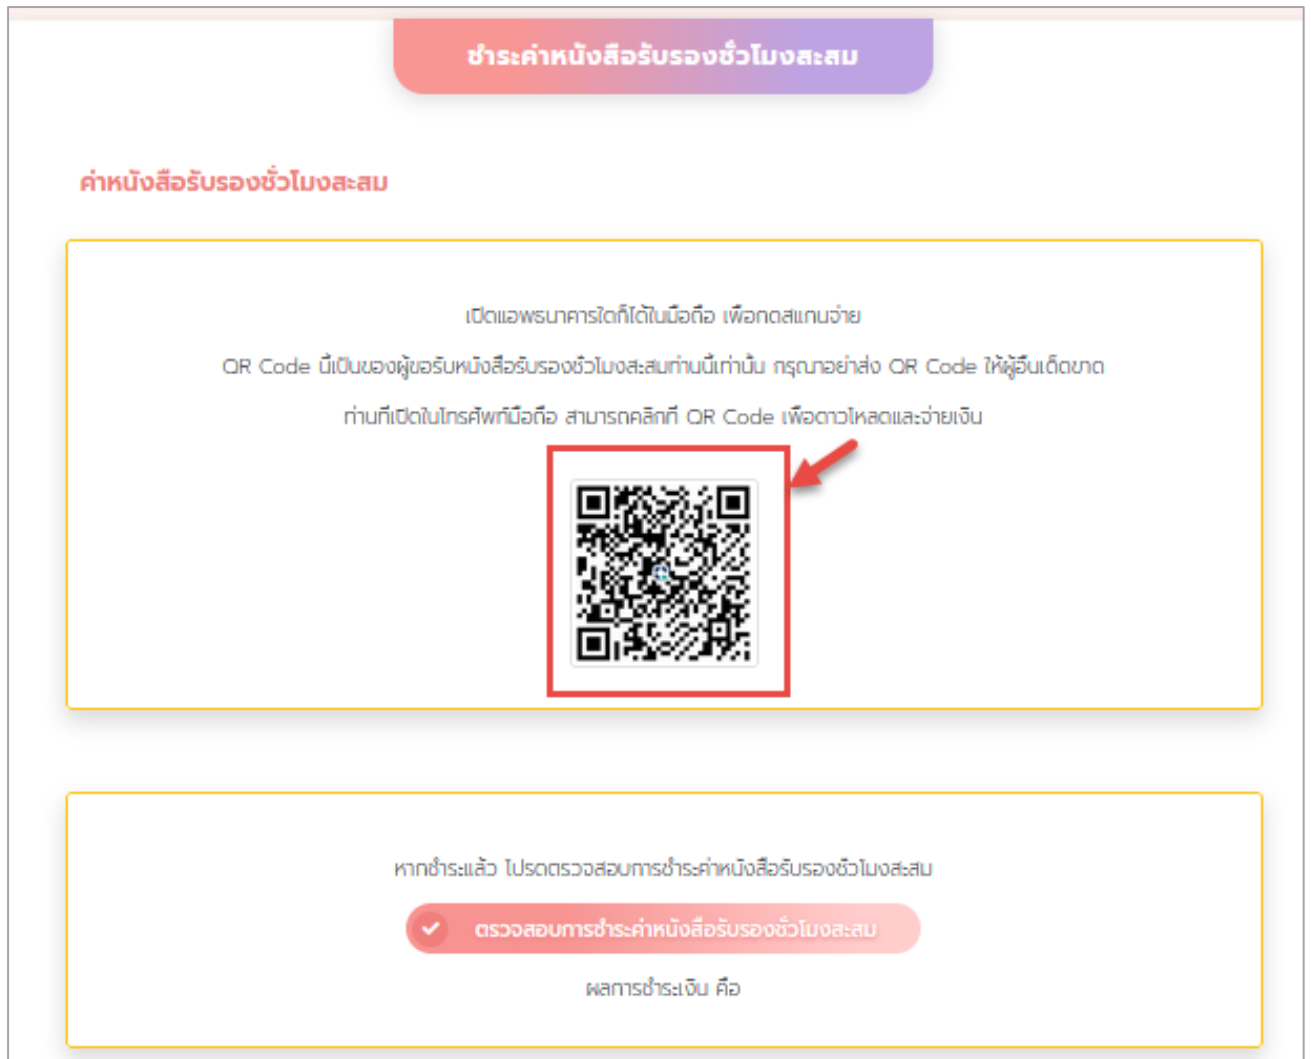 ชำระค่าหนังสือรับรองชั่วโมงสะสม
ค่าหนังสือรับรองชั่วโมงสะสม
เปิดแอพธนาคารใดก็ได้ในมือถือ เพื่อกดสแกนจ่าย
QR Code นี้เป็นของผู้ขอรับหนังสือรับรองชั่วโมงสะสมท่านนี้เท่านั้น กรุณาอย่าส่ง QR Code ให้ผู้อื่นเด็ดขาด
ท่านที่เปิดในโทรศัพท์มือถือ สามารถคลิกที่ QR Code เพื่อดาวโหลดและจ่ายเงิน
หากชำระแล้ว โปรดตรวจสอบการชำระค่าหนังสือรับรองชั่วโมงสะสม
ตรวจสอบการชำระค่าหนังสือรับรองชั่วโมงสะสม
ผลการชำระเงิน คือ